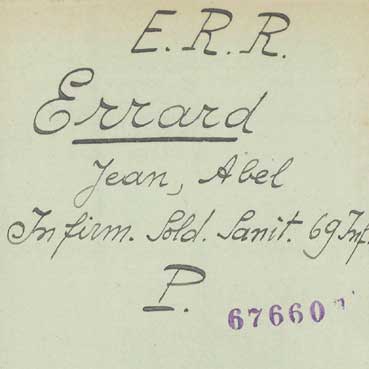 E.R.R.
Errard
Jean, Abel
Infirm. Sold. Sanit. 69 Inf.
P.
67660